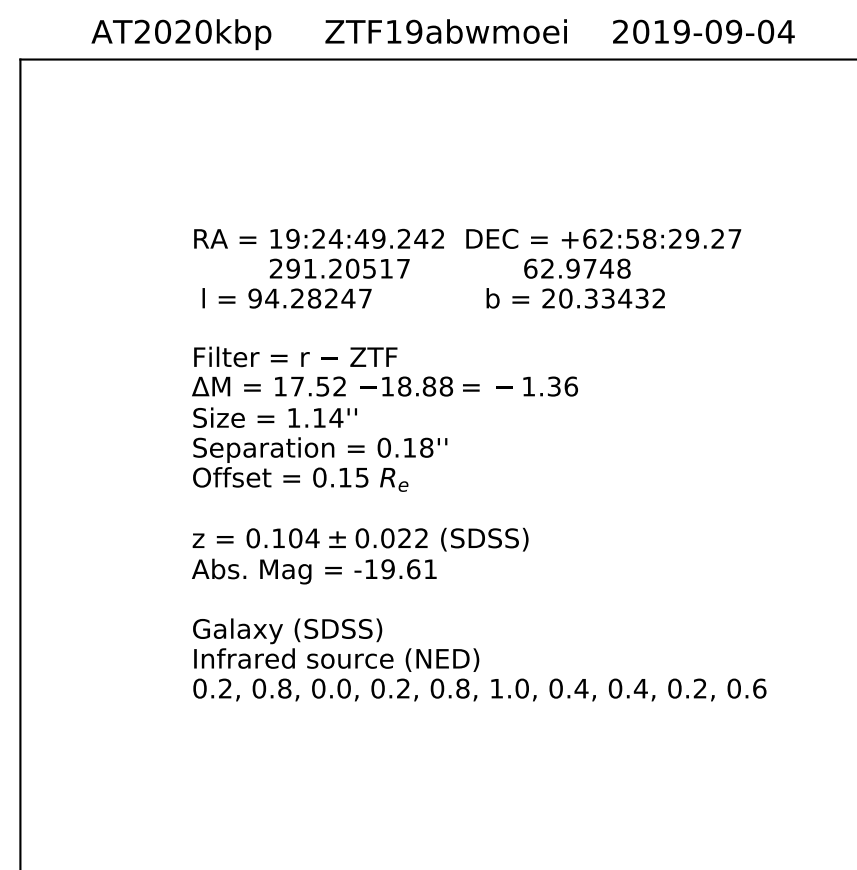 AT2020kbp ZTF19abwmoei 2019-09-04
RA = 19:24:49.242 DEC = +62:58:29.27
291.20517 62.9748
l = 94.28247 b = 20.33432
Filter = r − ZTF
ΔM = 17.52 −18.88 = − 1.36
Size = 1.14''
Separation = 0.18''
Offset = 0.15 Rₑ
z = 0.104 ± 0.022 (SDSS)
Abs. Mag = -19.61
Galaxy (SDSS)
Infrared source (NED)
0.2, 0.8, 0.0, 0.2, 0.8, 1.0, 0.4, 0.4, 0.2, 0.6